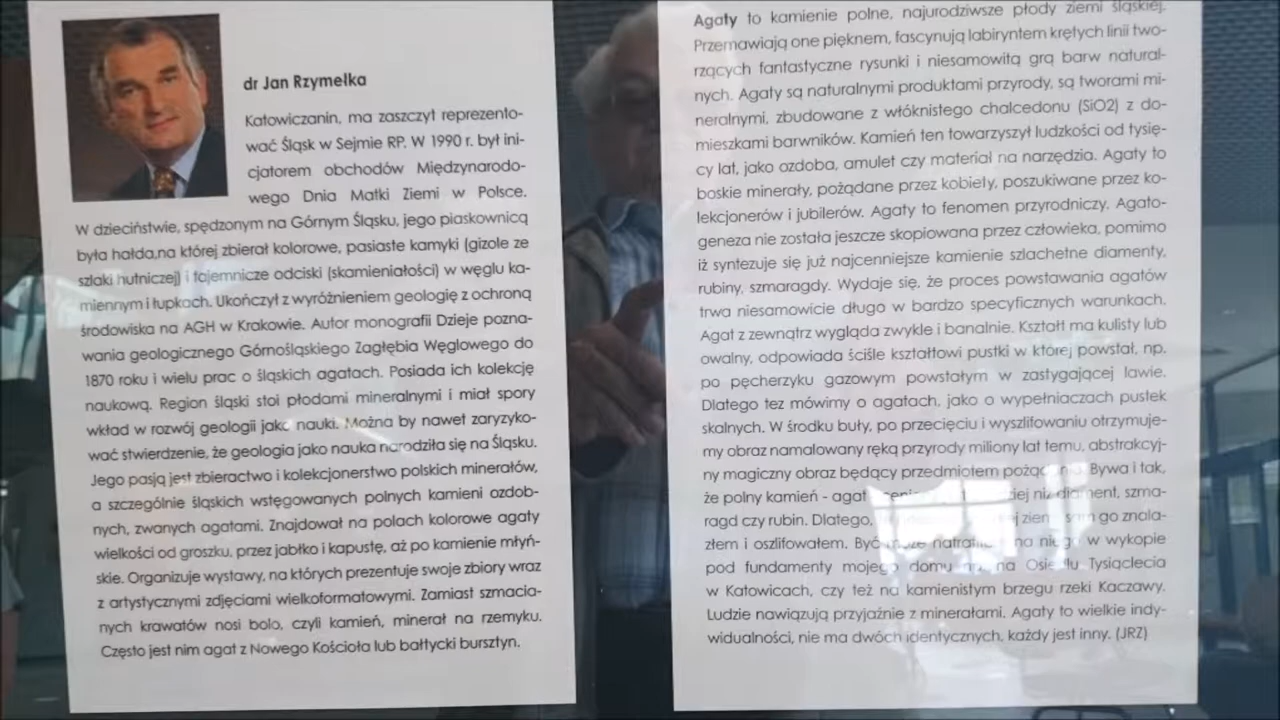 dr Jan Rzymełka
Katowiczanin, ma zaszczyt reprezento-
wać Śląsk w Sejmie RP. W 1990 r. był ini-
cjatorem obchodów Międzynarodo-
wego Dnia Matki Ziemi w Polsce.
W dzieciństwie, spędzonym na Górnym Śląsku, jego piaskownicą
była hałda,na której zbierał kolorowe, pasiaste kamyki (gizole ze
szlaki hutniczej) i tajemnicze odciski (skamieniałości) w węglu ka-
miennym i łupkach. Ukończył z wyróżnieniem geologię z ochroną
środowiska na AGH w Krakowie. Autor monografii Dzieje pozna-
wania geologicznego Górnośląskiego Zagłębia Węglowego do
1870 roku i wielu prac o śląskich agatach. Posiada ich kolekcję
naukową. Region śląski stoi płodami mineralnymi i miał spory
wkład w rozwój geologii jako nauki. Można by nawet zaryzyko-
wać stwierdzenie, że geologia jako nauka narodziła się na Śląsku.
Jego pasją jest zbieractwo i kolekcjonerstwo polskich minerałów,
a szczególnie śląskich wstęgowanych polnych kamieni ozdob-
nych, zwanych agatami. Znajdował na polach kolorowe agaty
wielkości od groszku, przez jabłko i kapustę, aż po kamienie młyń-
skie. Organizuje wystawy, na których prezentuje swoje zbiory wraz
z artystycznymi zdjęciami wielkoformatowymi. Zamiast szmacia-
nych krawatów nosi bolo, czyli kamień, minerał na rzemyku.
Często jest nim agat z Nowego Kościoła lub bałtycki bursztyn.
Agaty to kamienie polne, najurodziwsze płody ziemi śląskiej.
Przemawiają one pięknem, fascynują labiryntem krętych linii two-
rzących fantastyczne rysunki i niesamowitą grą barw natural-
nych. Agaty są naturalnymi produktami przyrody, są tworami mi-
neralnymi, zbudowane z włóknistego chalcedonu (SiO2) z do-
mieszkami barwników. Kamień ten towarzyszył ludzkości od tysię-
cy lat, jako ozdoba, amulet czy materiał na narzędzia. Agaty to
boskie minerały, pożądane przez kobiety, poszukiwane przez ko-
lekcjonerów i jubilerów. Agaty to fenomen przyrodniczy. Agato-
geneza nie została jeszcze skopiowana przez człowieka, pomimo
iż syntezuje się już najcenniejsze kamienie szlachetne diamenty,
rubiny, szmaragdy. Wydaje się, że proces powstawania agatów
trwa niesamowicie długo w bardzo specyficznych warunkach.
Agat z zewnątrz wygląda zwykle i banalnie. Kształt ma kulisty lub
owalny, odpowiada ściśle kształtowi pustki w której powstał, np.
po pęcherzyku gazowym powstałym w zastygającej lawie.
Dlatego tez mówimy o agatach, jako o wypełniaczach pustek
skalnych. W środku buły, po przecięciu i wyszlifowaniu otrzymuje-
my obraz namalowany ręką przyrody miliony lat temu, abstrakcyj-
ny magiczny obraz będący przedmiotem pożądania. Bywa i tak,
że polny kamień - agat niż diament, szma-
ragd czy rubin. Dlatego, sam go znala-
złem i oszlifowałem. Być może natrafię na niego w wykopie
pod fundamenty mojego domu na Osiedlu Tysiąclecia
w Katowicach, czy też na kamienistym brzegu rzeki Kaczawy.
Ludzie nawiązują przyjaźnie z minerałami. Agaty to wielkie indy-
widualności, nie ma dwóch identycznych, każdy jest inny. (JRZ)